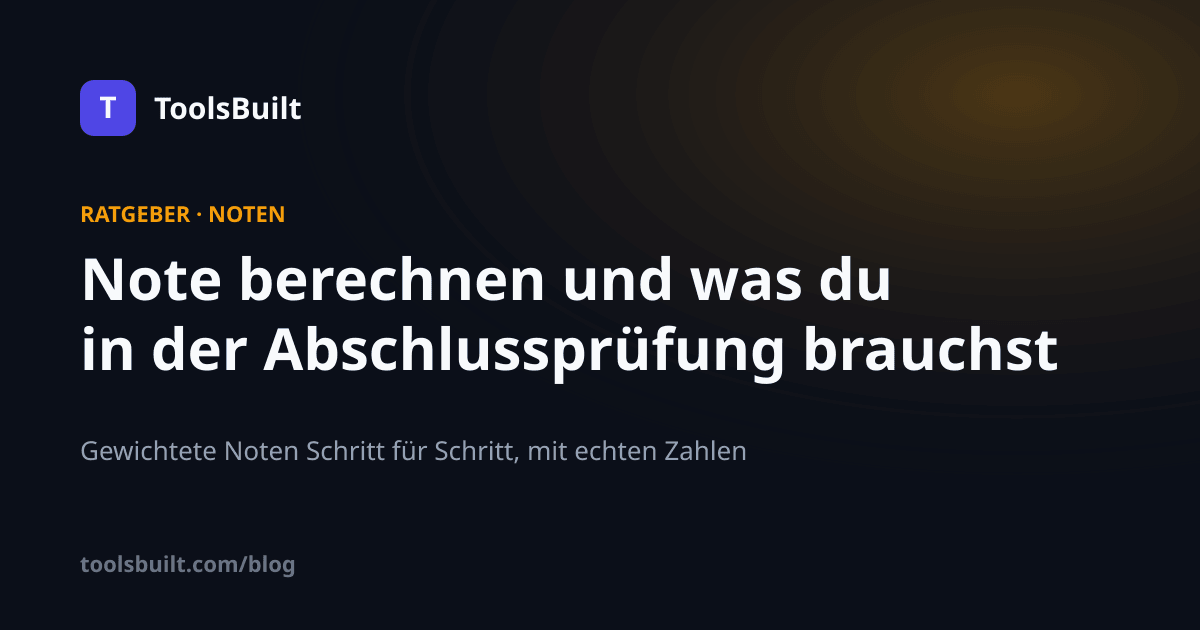 T ToolsBuilt
RATGEBER · NOTEN
Note berechnen und was du
in der Abschlussprüfung brauchst
Gewichtete Noten Schritt für Schritt, mit echten Zahlen
toolsbuilt.com/blog